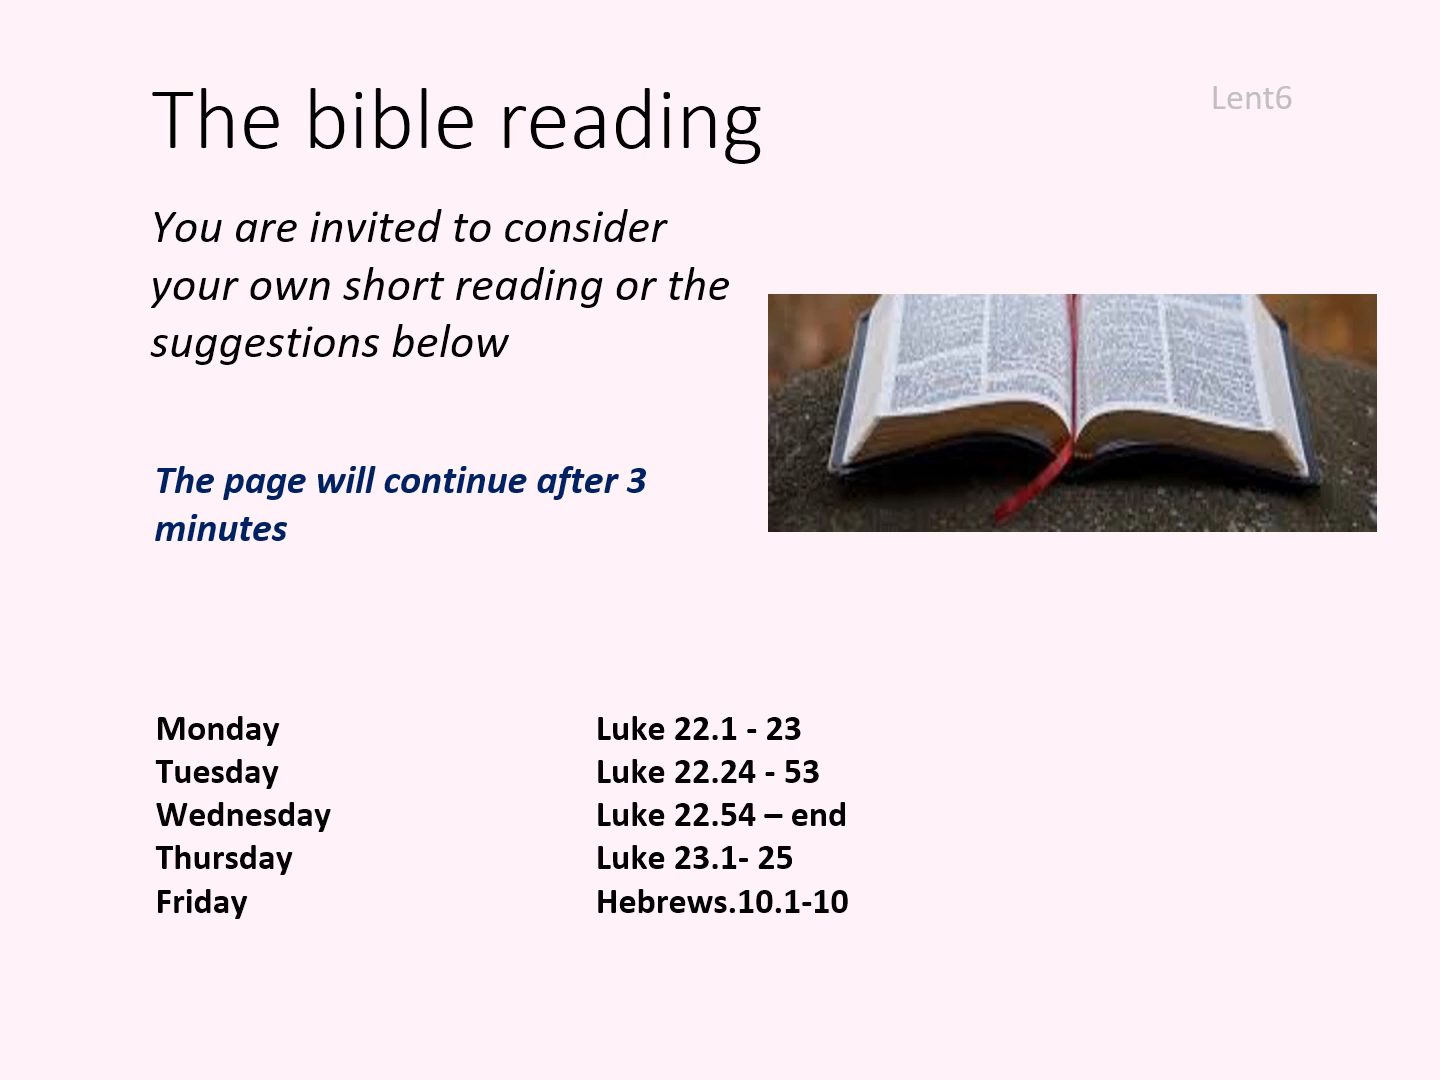 The bible reading
Lent6
You are invited to consider
your own short reading or the
suggestions below
The page will continue after 3
minutes
Monday Luke 22.1 - 23
Tuesday Luke 22.24 - 53
Wednesday Luke 22.54 – end
Thursday Luke 23.1- 25
Friday Hebrews.10.1-10